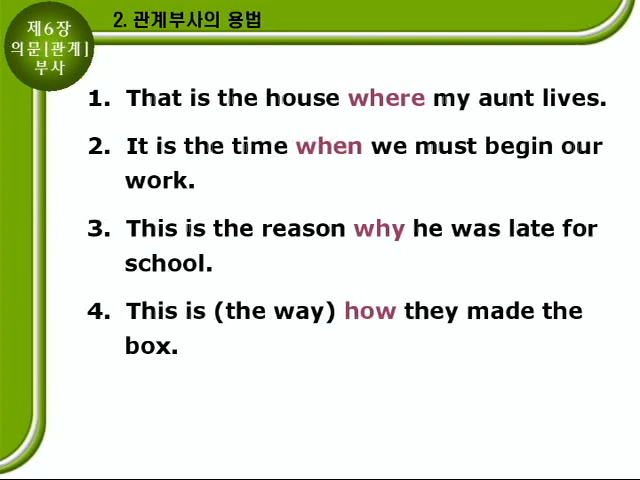 제6장
의문[관계]
부사
2. 관계부사의 용법
1. That is the house where my aunt lives.
2. It is the time when we must begin our
work.
3. This is the reason why he was late for
school.
4. This is (the way) how they made the
box.